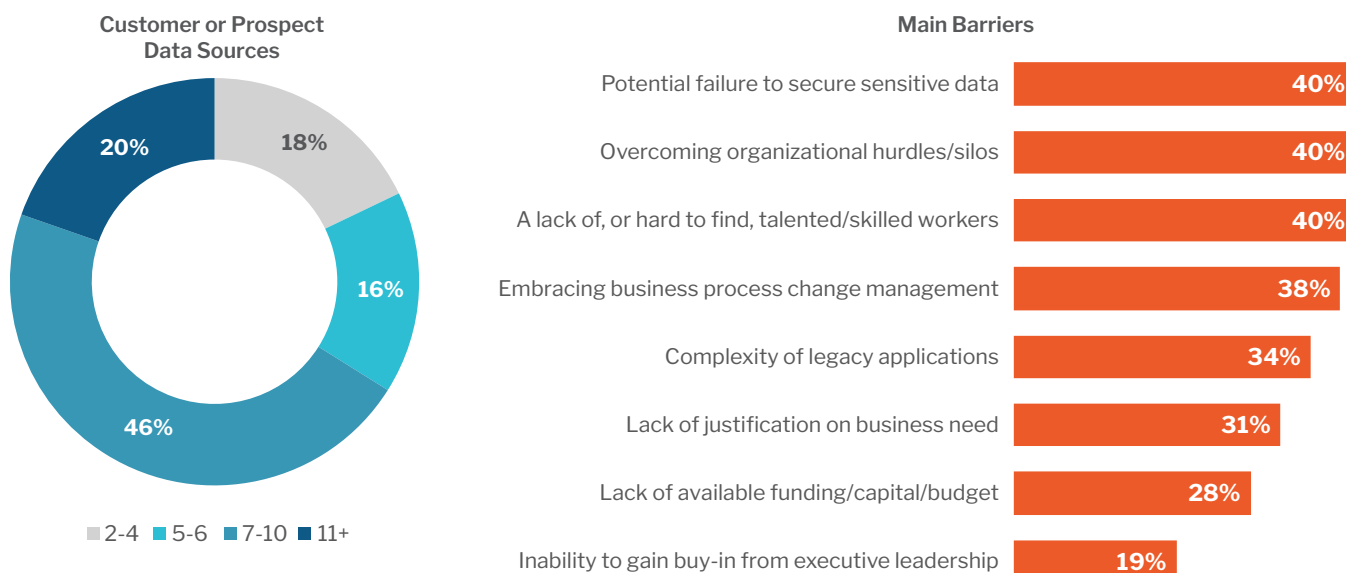 Customer or Prospect
Data Sources
18%
16%
46%
20%
2-4 5-6 7-10 11+
Main Barriers
Potential failure to secure sensitive data 40%
Overcoming organizational hurdles/silos 40%
A lack of, or hard to find, talented/skilled workers 40%
Embracing business process change management 38%
Complexity of legacy applications 34%
Lack of justification on business need 31%
Lack of available funding/capital/budget 28%
Inability to gain buy-in from executive leadership 19%